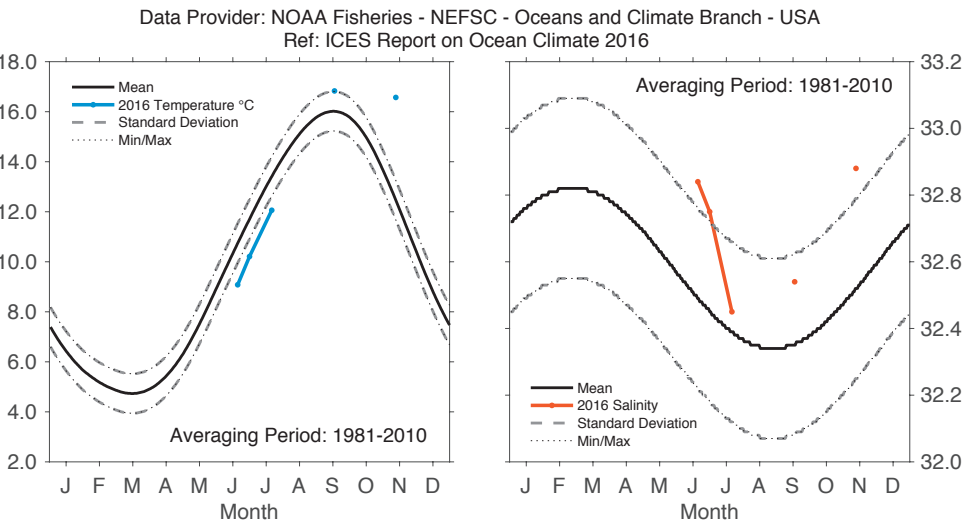 Data Provider: NOAA Fisheries - NEFSC - Oceans and Climate Branch - USA
Ref: ICES Report on Ocean Climate 2016
18.0
16.0
14.0
12.0
10.0
8.0
6.0
4.0
2.0
Mean
2016 Temperature °C
Standard Deviation
Min/Max
Averaging Period: 1981-2010
J F M A M J J A S O N D
Month
Averaging Period: 1981-2010
33.2
33.0
32.8
32.6
32.4
32.2
32.0
Mean
2016 Salinity
Standard Deviation
Min/Max
J F M A M J J A S O N D
Month